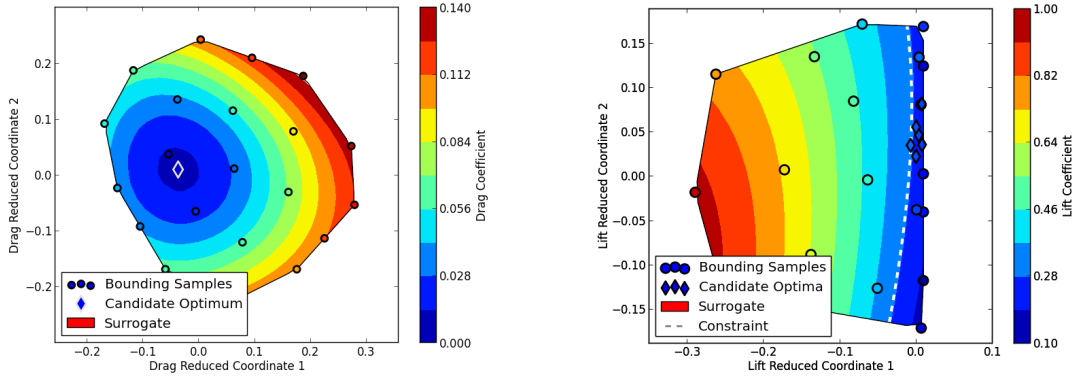 0.2
0.1
0.0
−0.1
−0.2
−0.2
−0.1
0.0
0.1
0.2
0.3
Drag Reduced Coordinate 2
Drag Reduced Coordinate 1
Bounding Samples
Candidate Optimum
Surrogate
0.140
0.112
0.084
0.056
0.028
0.000
Drag Coefficient
0.15
0.10
0.05
0.00
−0.05
−0.10
−0.15
−0.3
−0.2
−0.1
0.0
0.1
Lift Reduced Coordinate 2
Lift Reduced Coordinate 1
Bounding Samples
Candidate Optima
Surrogate
Constraint
1.00
0.82
0.64
0.46
0.28
0.10
Lift Coefficient